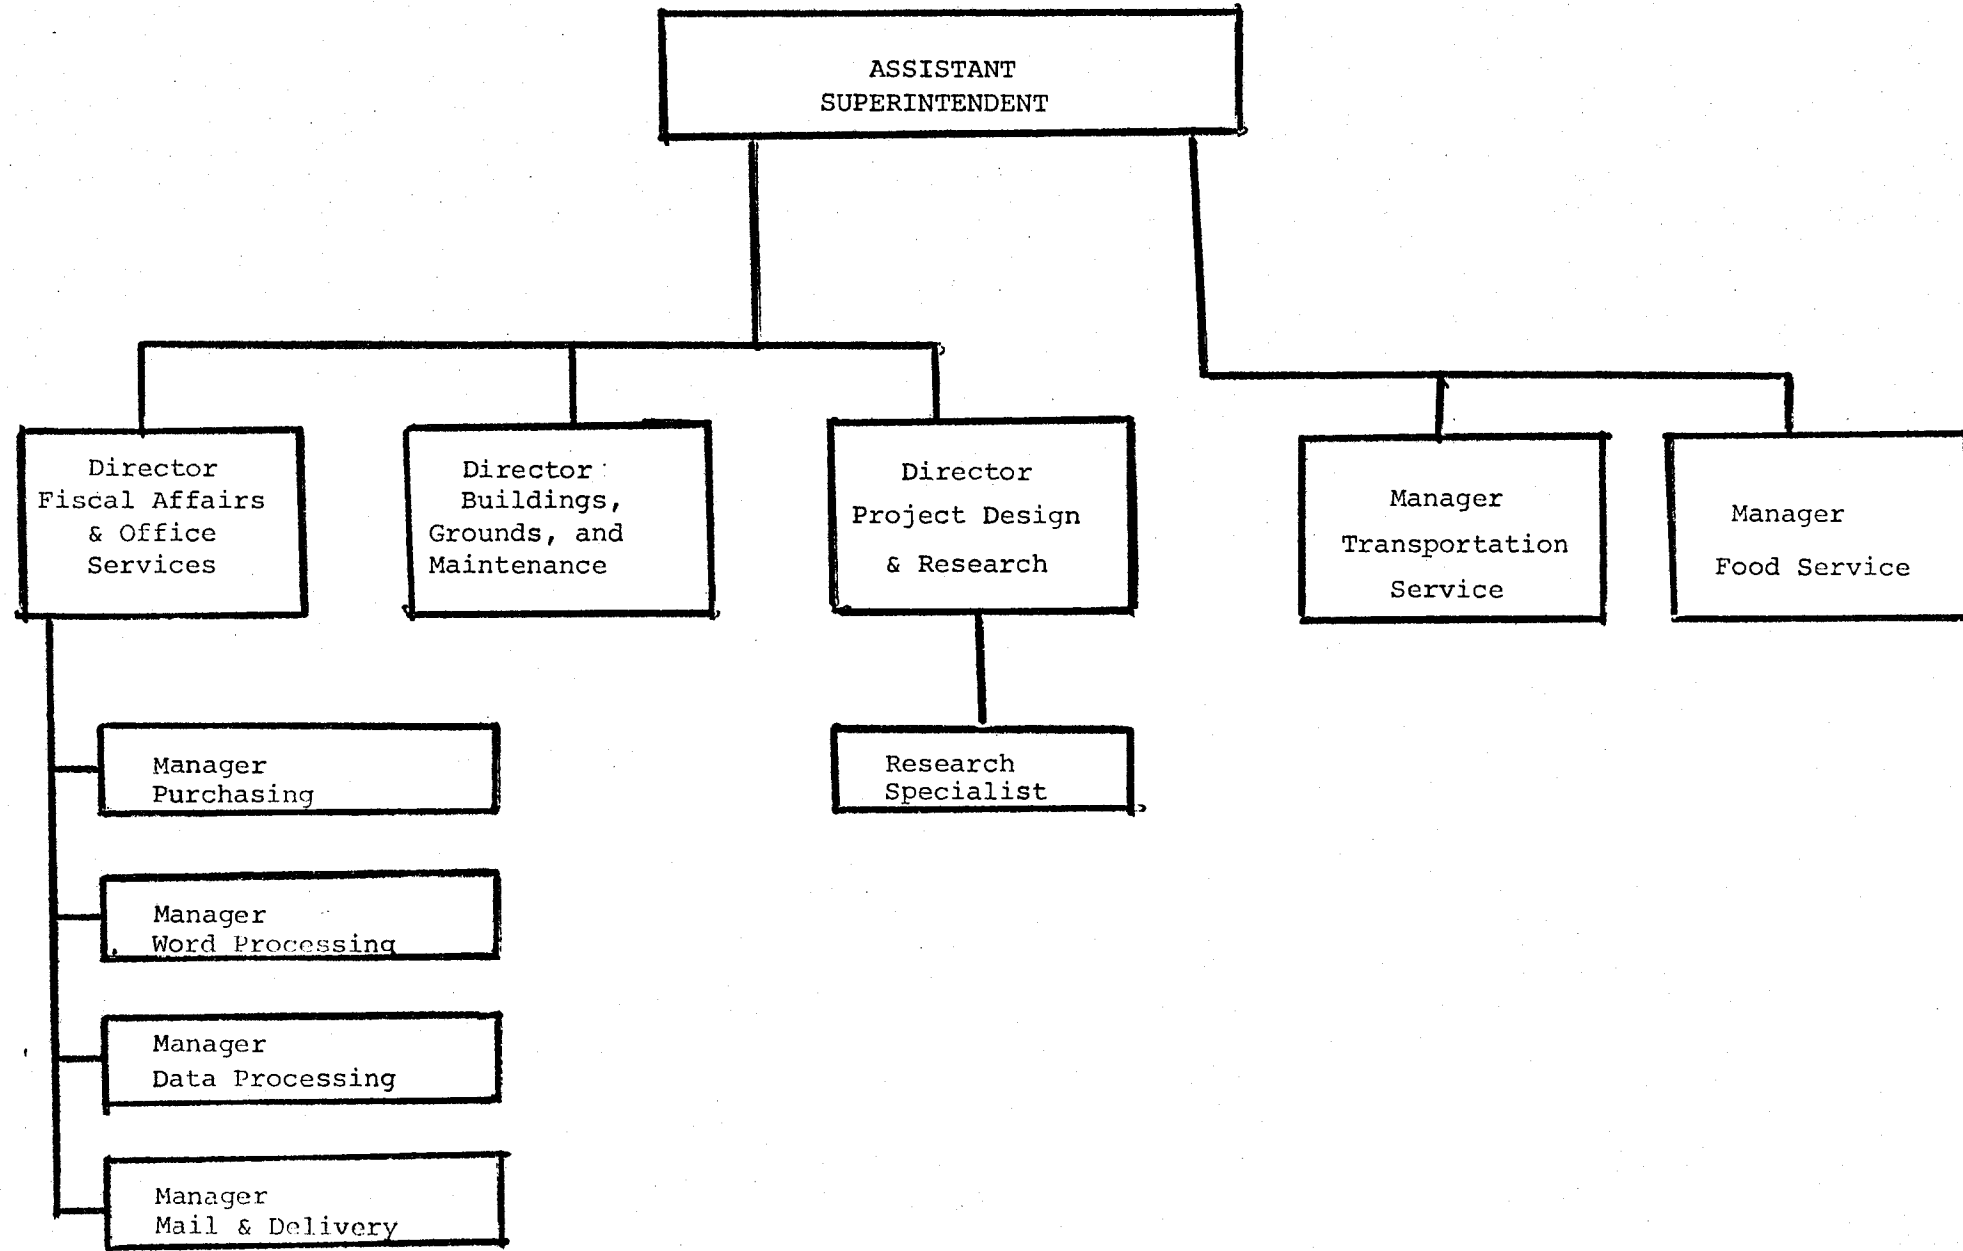 ASSISTANT
SUPERINTENDENT
Director
Fiscal Affairs
& Office
Services
Director
Buildings,
Grounds, and
Maintenance
Director
Project Design
& Research
Manager
Transportation
Service
Manager
Food Service
Manager
Purchasing
Manager
Word Processing
Manager
Data Processing
Manager
Mail & Delivery
Research
Specialist